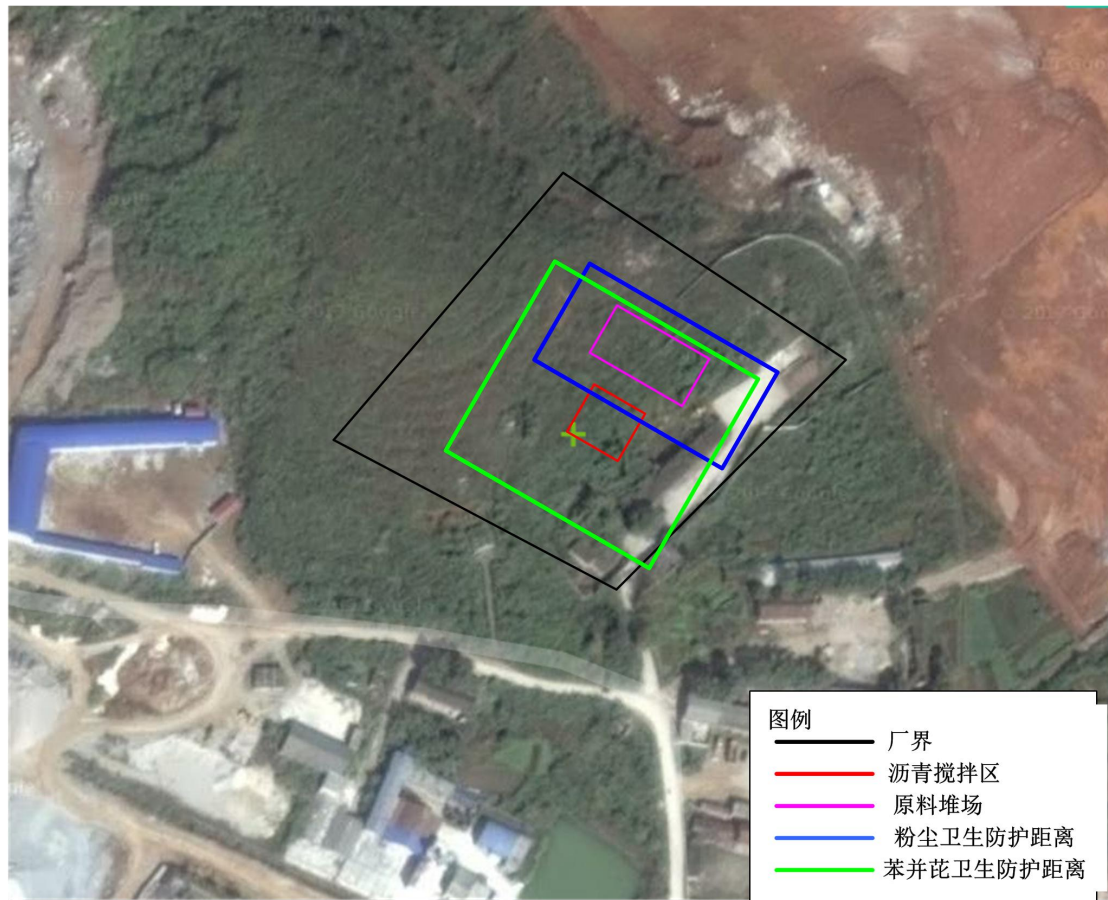 图例
厂界
沥青搅拌区
原料堆场
粉尘卫生防护距离
苯并芘卫生防护距离